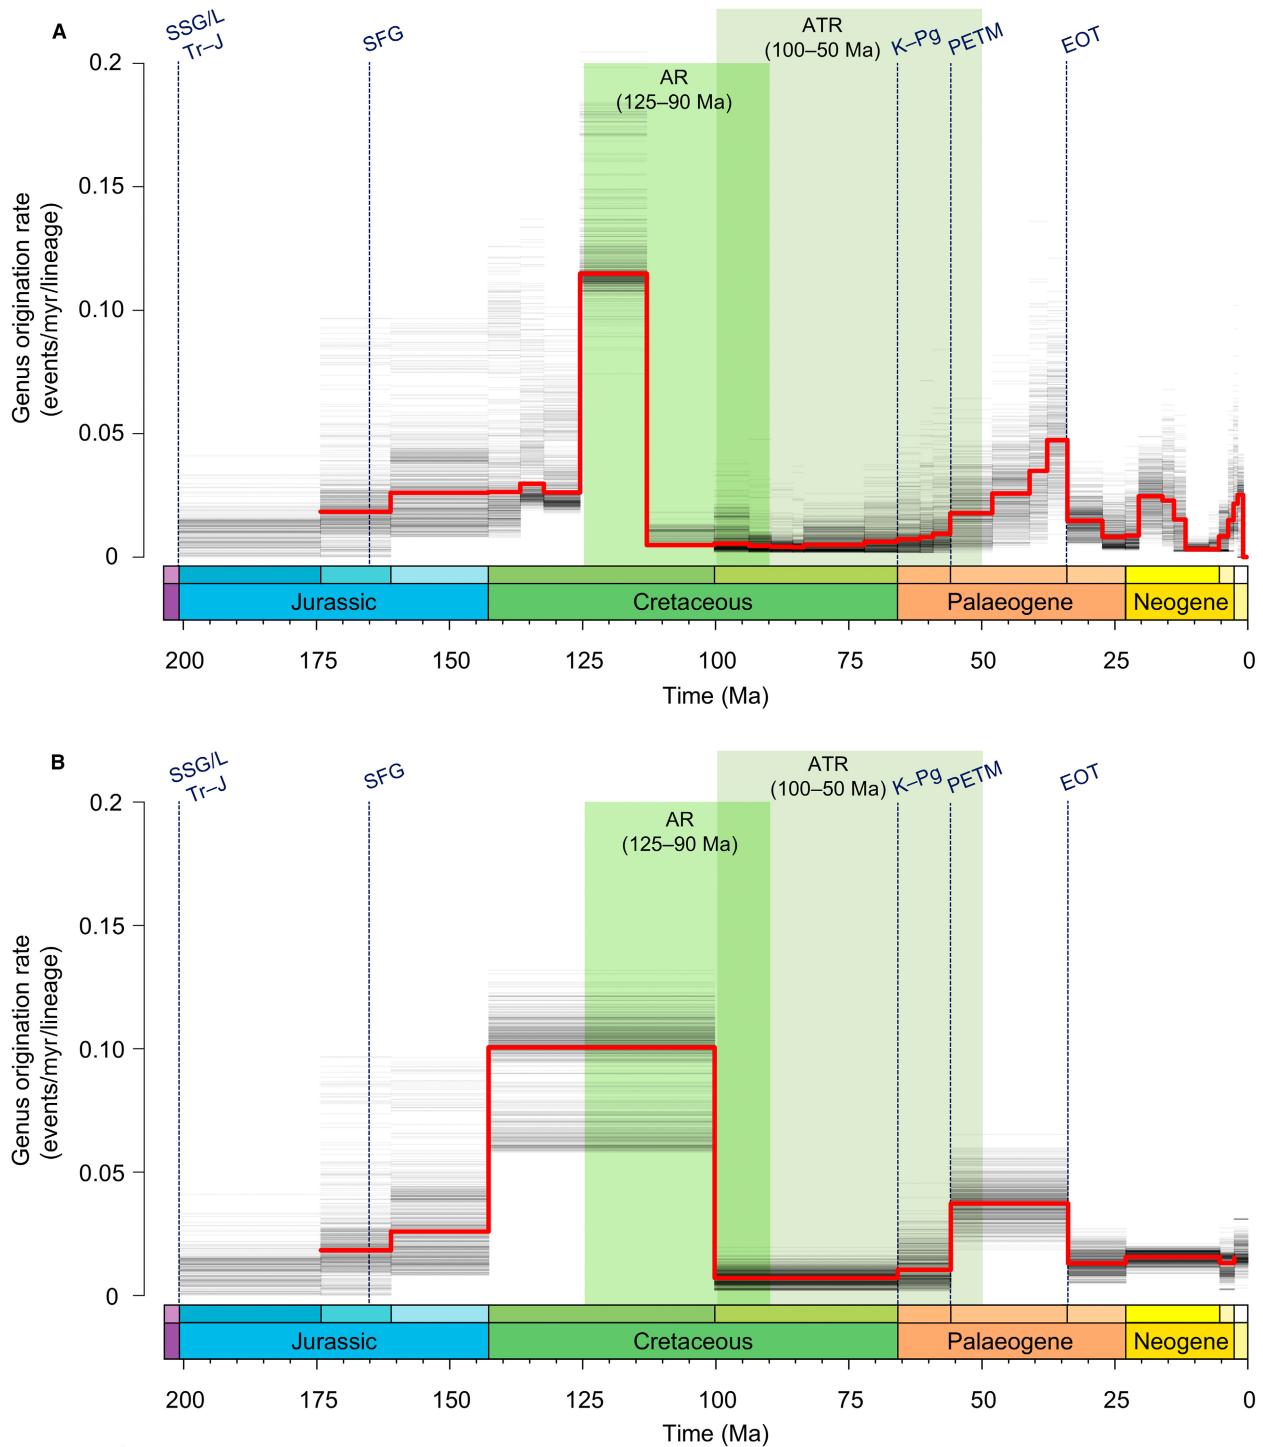 A
SSG/L
Tr–J
SFG
ATR
(100–50 Ma)
K–Pg
PETM
EOT
AR
(125–90 Ma)
Genus origination rate
(events/myr/lineage)
0.2
0.15
0.10
0.05
0
Jurassic
Cretaceous
Palaeogene
Neogene
200
175
150
125
100
75
50
25
0
Time (Ma)
B
SSG/L
Tr–J
SFG
ATR
(100–50 Ma)
K–Pg
PETM
EOT
AR
(125–90 Ma)
Genus origination rate
(events/myr/lineage)
0.2
0.15
0.10
0.05
0
Jurassic
Cretaceous
Palaeogene
Neogene
200
175
150
125
100
75
50
25
0
Time (Ma)